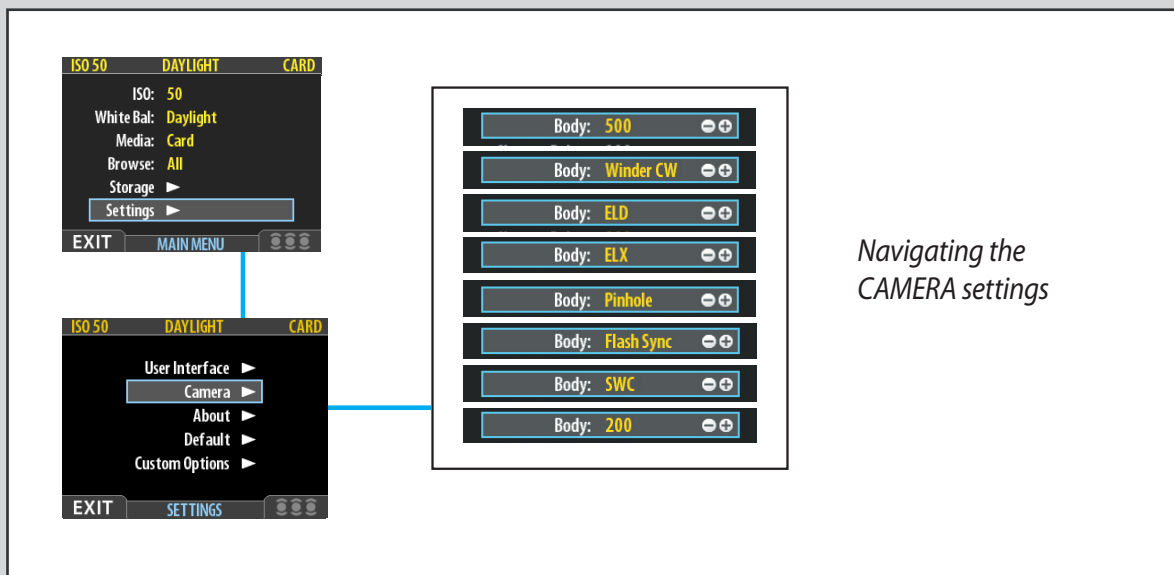 ISO 50 DAYLIGHT CARD
ISO: 50
White Bal: Daylight
Media: Card
Browse: All
Storage
Settings
EXIT MAIN MENU
ISO 50 DAYLIGHT CARD
User Interface
Camera
About
Default
Custom Options
EXIT SETTINGS
Body: 500
Body: Winder CW
Body: ELD
Body: ELX
Body: Pinhole
Body: Flash Sync
Body: SWC
Body: 200
Navigating the
CAMERA settings